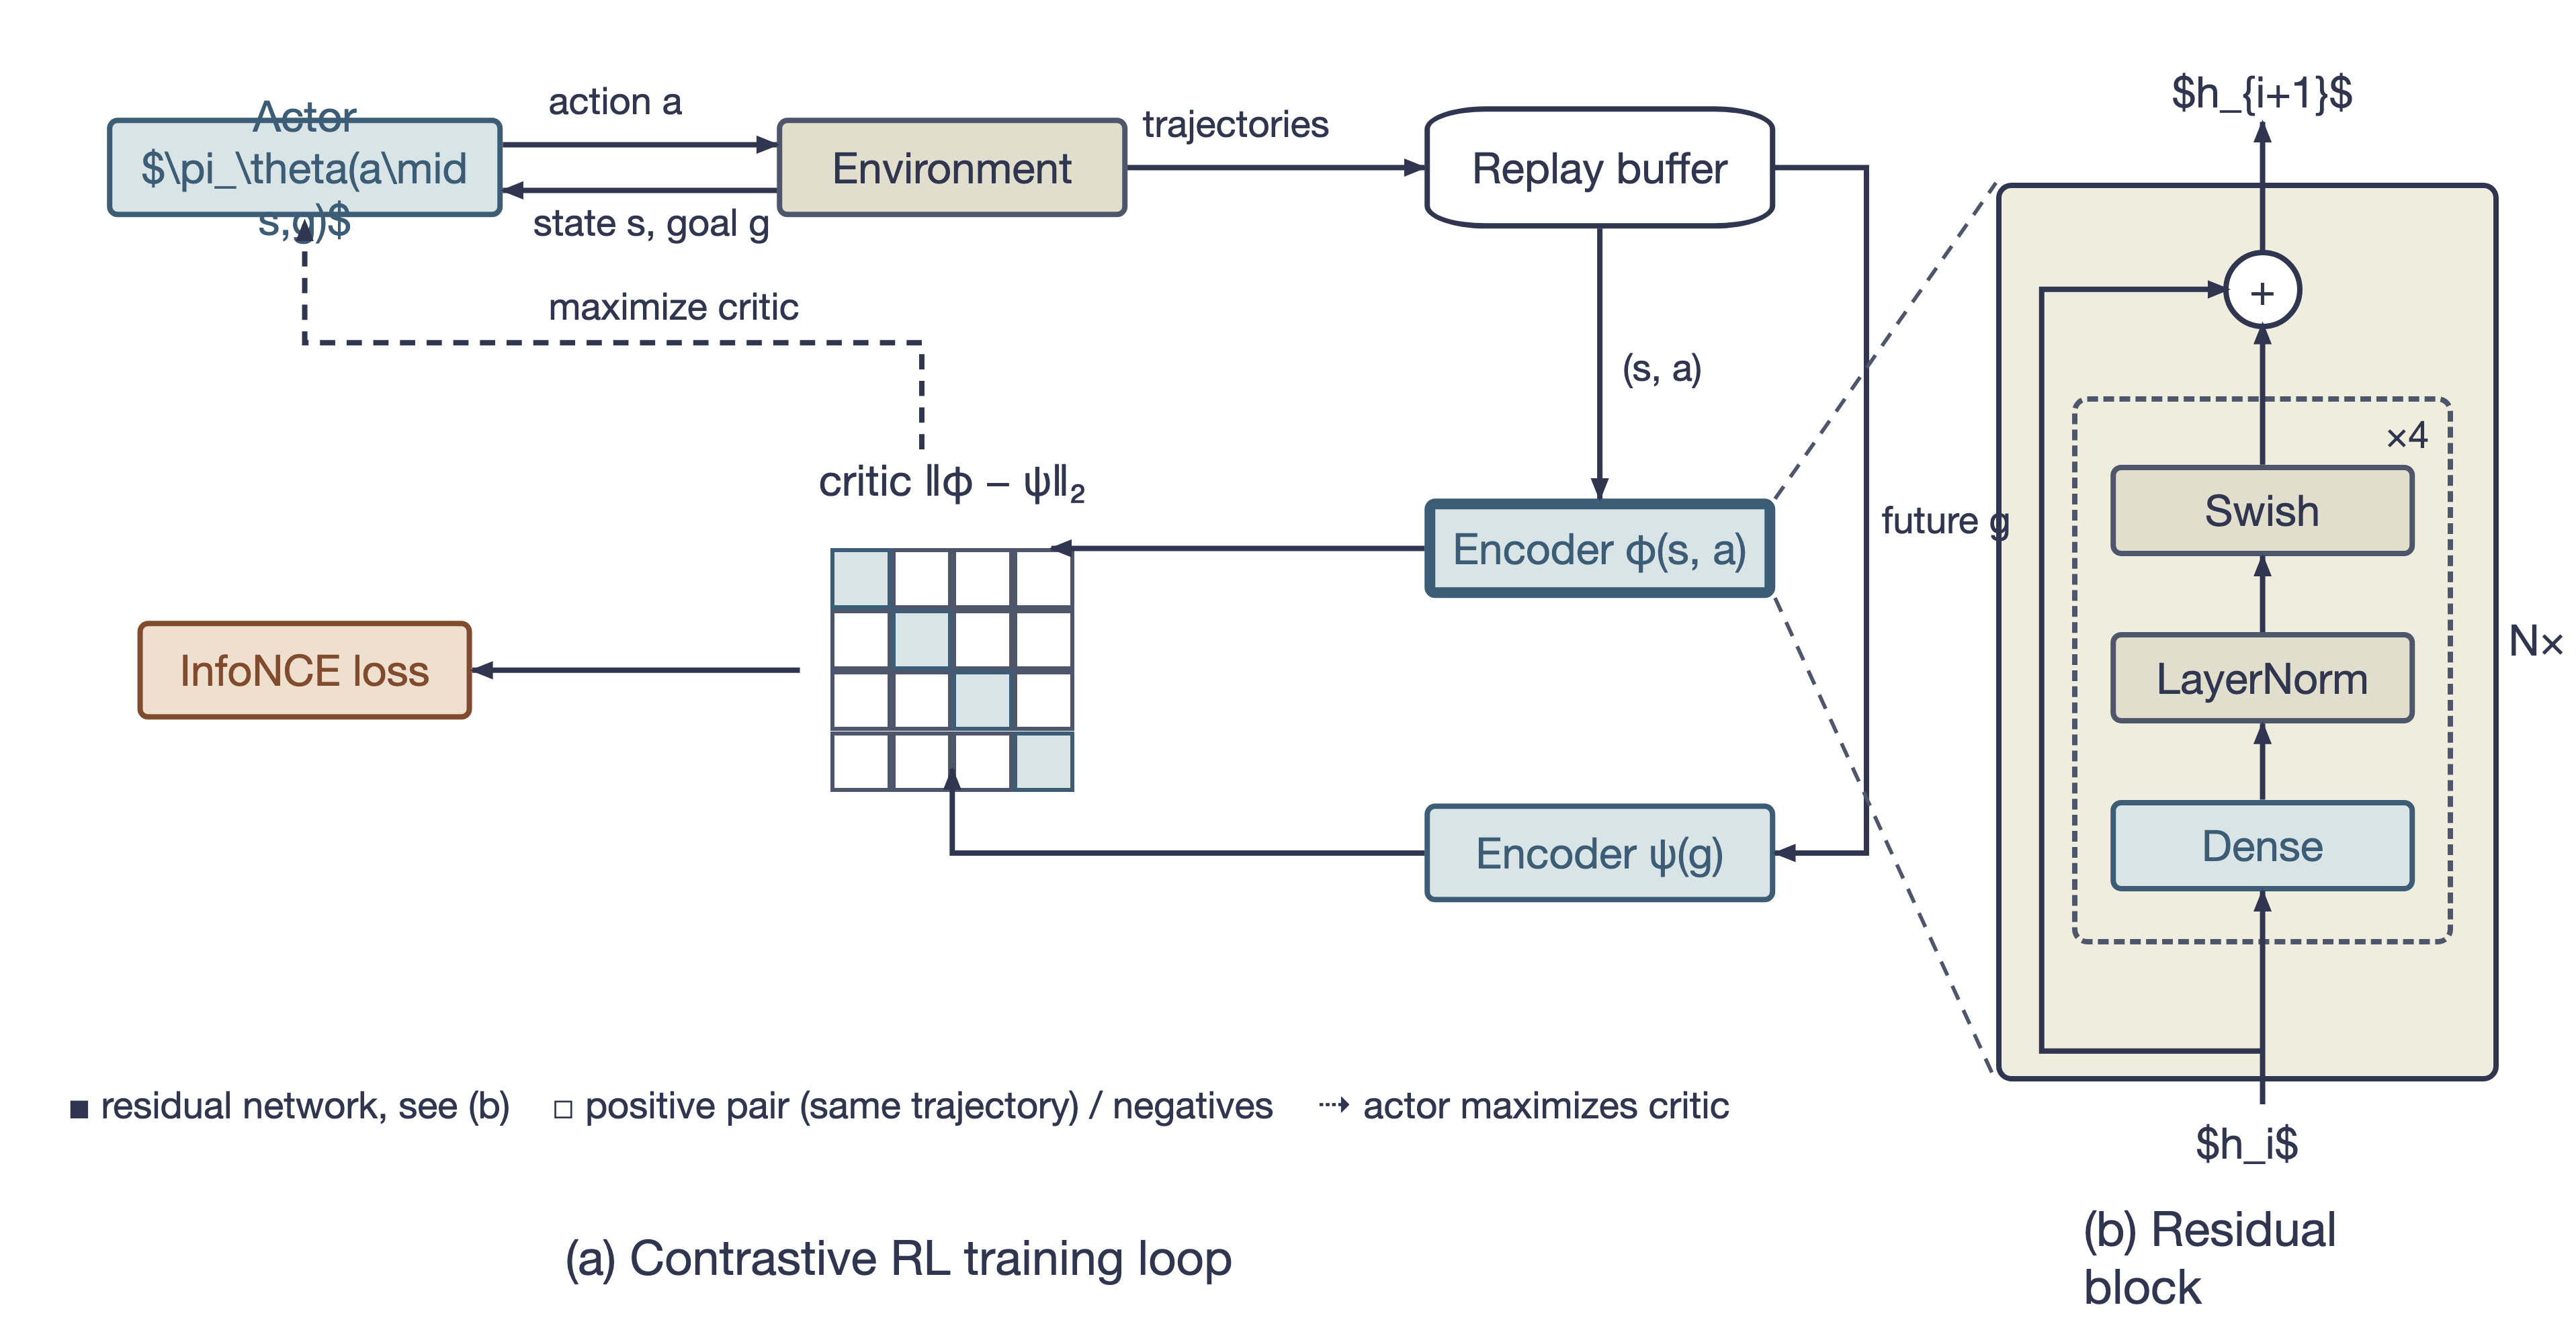 Actor
$\pi_\theta(a\mid
s,g)$
action a
state s, goal g
Environment
trajectories
Replay buffer
maximize critic
(s, a)
future g
critic ‖ϕ – ψ‖₂
Encoder ϕ(s, a)
InfoNCE loss
Encoder ψ(g)
■ residual network, see (b)
□ positive pair (same trajectory) / negatives
⇢ actor maximizes critic
(a) Contrastive RL training loop
$h_{i+1}$
+
×4
Swish
LayerNorm
N×
Dense
$h_i$
(b) Residual
block